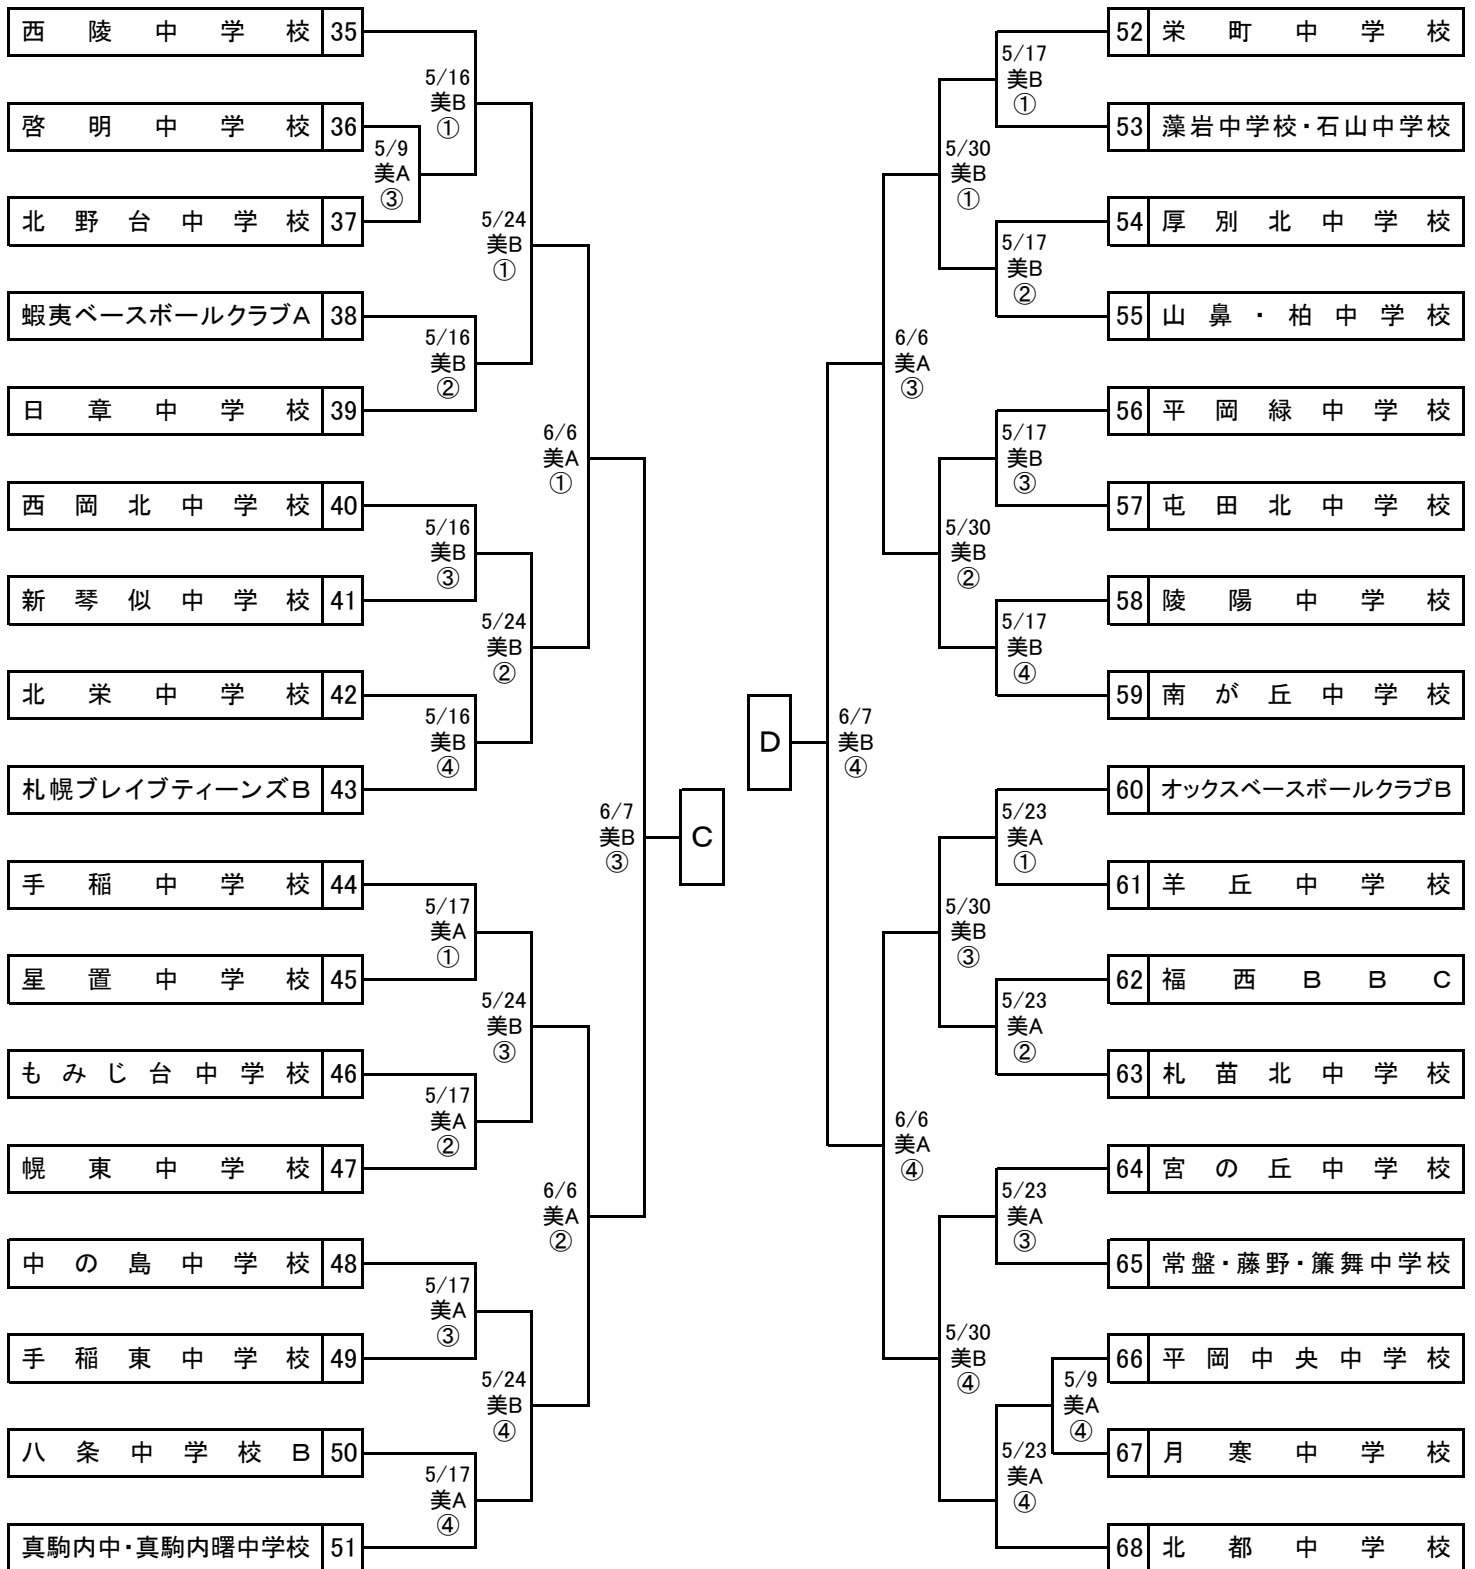 西陵中学校 35
啓明中学校 36
北野台中学校 37
蝦夷ベースボールクラブA 38
日章中学校 39
西岡北中学校 40
新琴似中学校 41
北栄中学校 42
札幌ブレイブティーンズB 43
手稲中学校 44
星置中学校 45
もみじ台中学校 46
幌東中学校 47
中の島中学校 48
手稲東中学校 49
八条中学校B 50
真駒内中・真駒内曙中学校 51
5/9
美A
③
5/16
美B
①
5/16
美B
②
5/16
美B
③
5/16
美B
④
5/17
美A
①
5/17
美A
②
5/17
美A
③
5/17
美A
④
5/24
美B
①
5/24
美B
②
5/24
美B
③
5/24
美B
④
6/6
美A
①
6/6
美A
②
6/7
美B
③
C
D
6/7
美B
④
6/6
美A
③
6/6
美A
④
5/30
美B
①
5/30
美B
②
5/30
美B
③
5/30
美B
④
5/17
美B
①
5/17
美B
②
5/17
美B
③
5/17
美B
④
5/23
美A
①
5/23
美A
②
5/23
美A
③
5/23
美A
④
5/9
美A
④
52 栄町中学校
53 藻岩中学校・石山中学校
54 厚別北中学校
55 山鼻・柏中学校
56 平岡緑中学校
57 屯田北中学校
58 陵陽中学校
59 南が丘中学校
60 オックスベースボールクラブB
61 羊丘中学校
62 福西BBC
63 札苗北中学校
64 宮の丘中学校
65 常盤・藤野・簾舞中学校
66 平岡中央中学校
67 月寒中学校
68 北都中学校